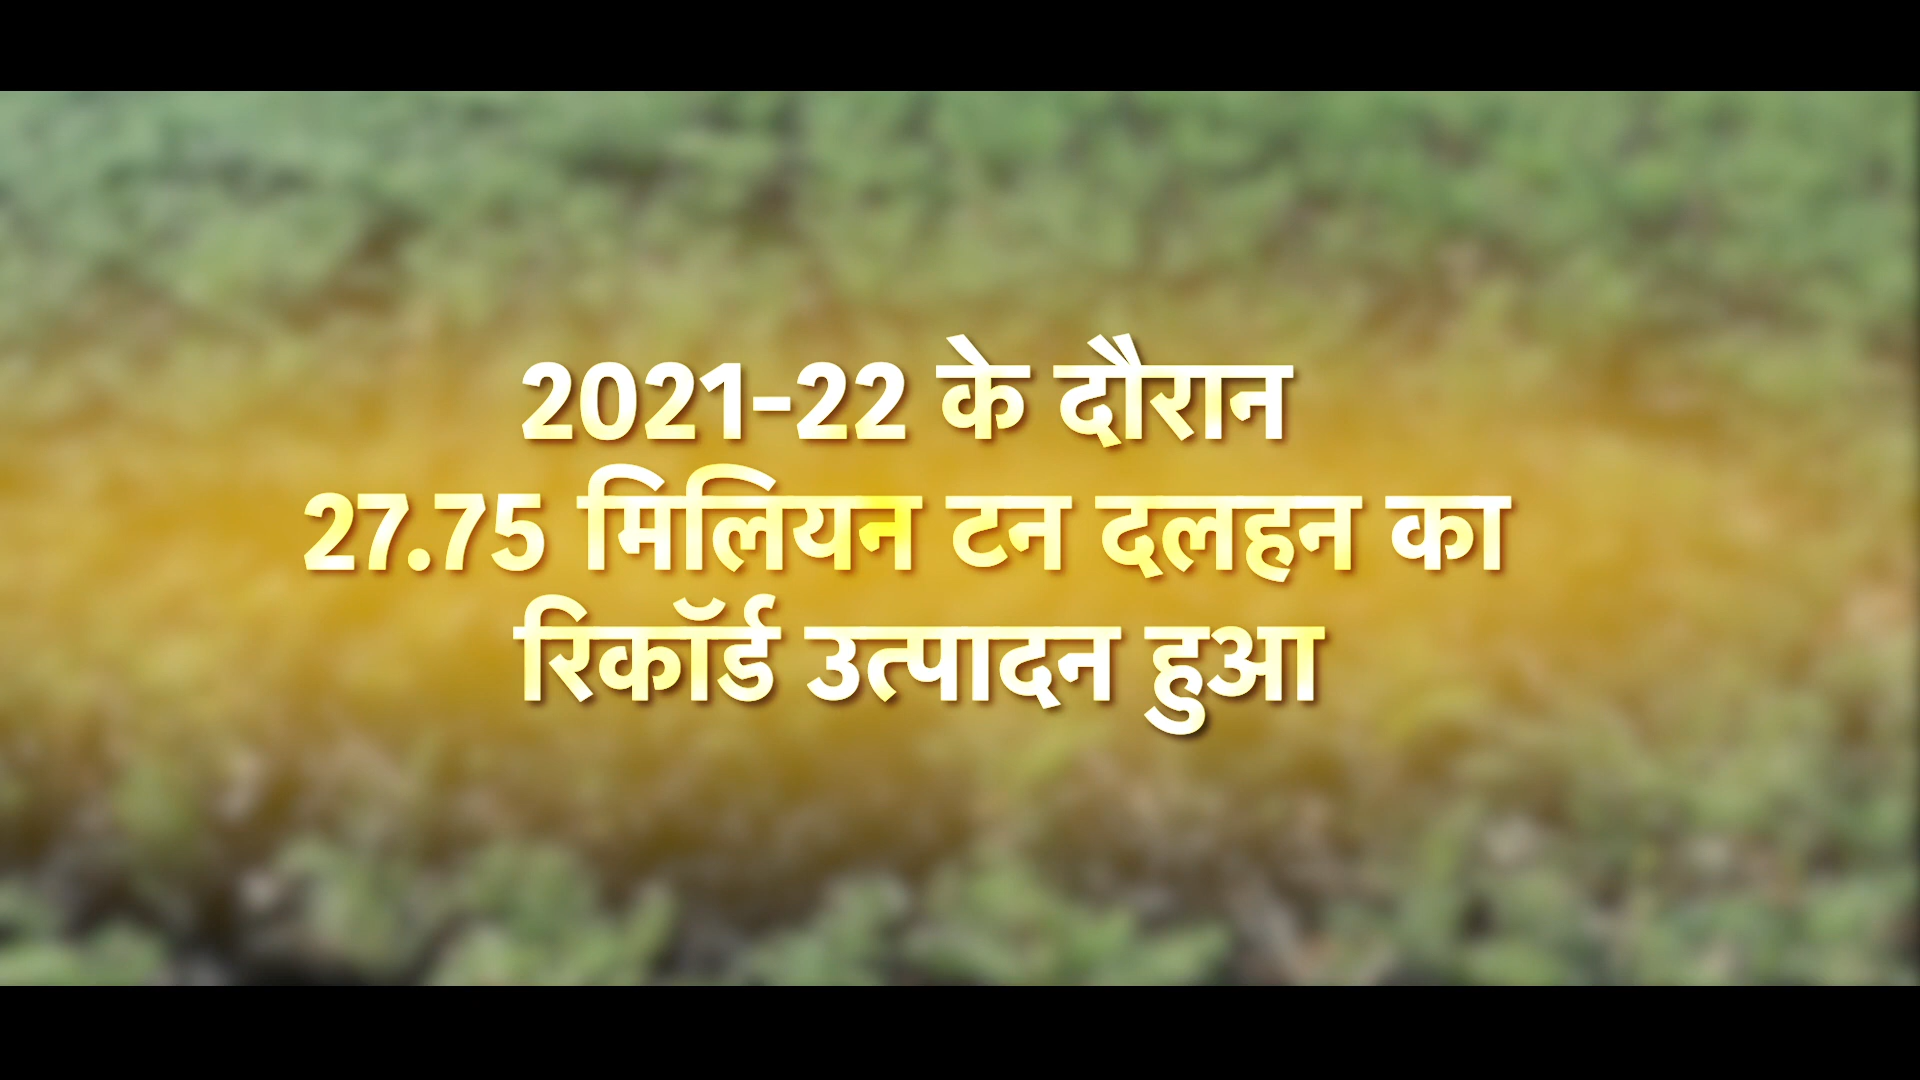 2021-22 के दौरान
27.75 मिलियन टन दलहन का
रिकॉर्ड उत्पादन हुआ